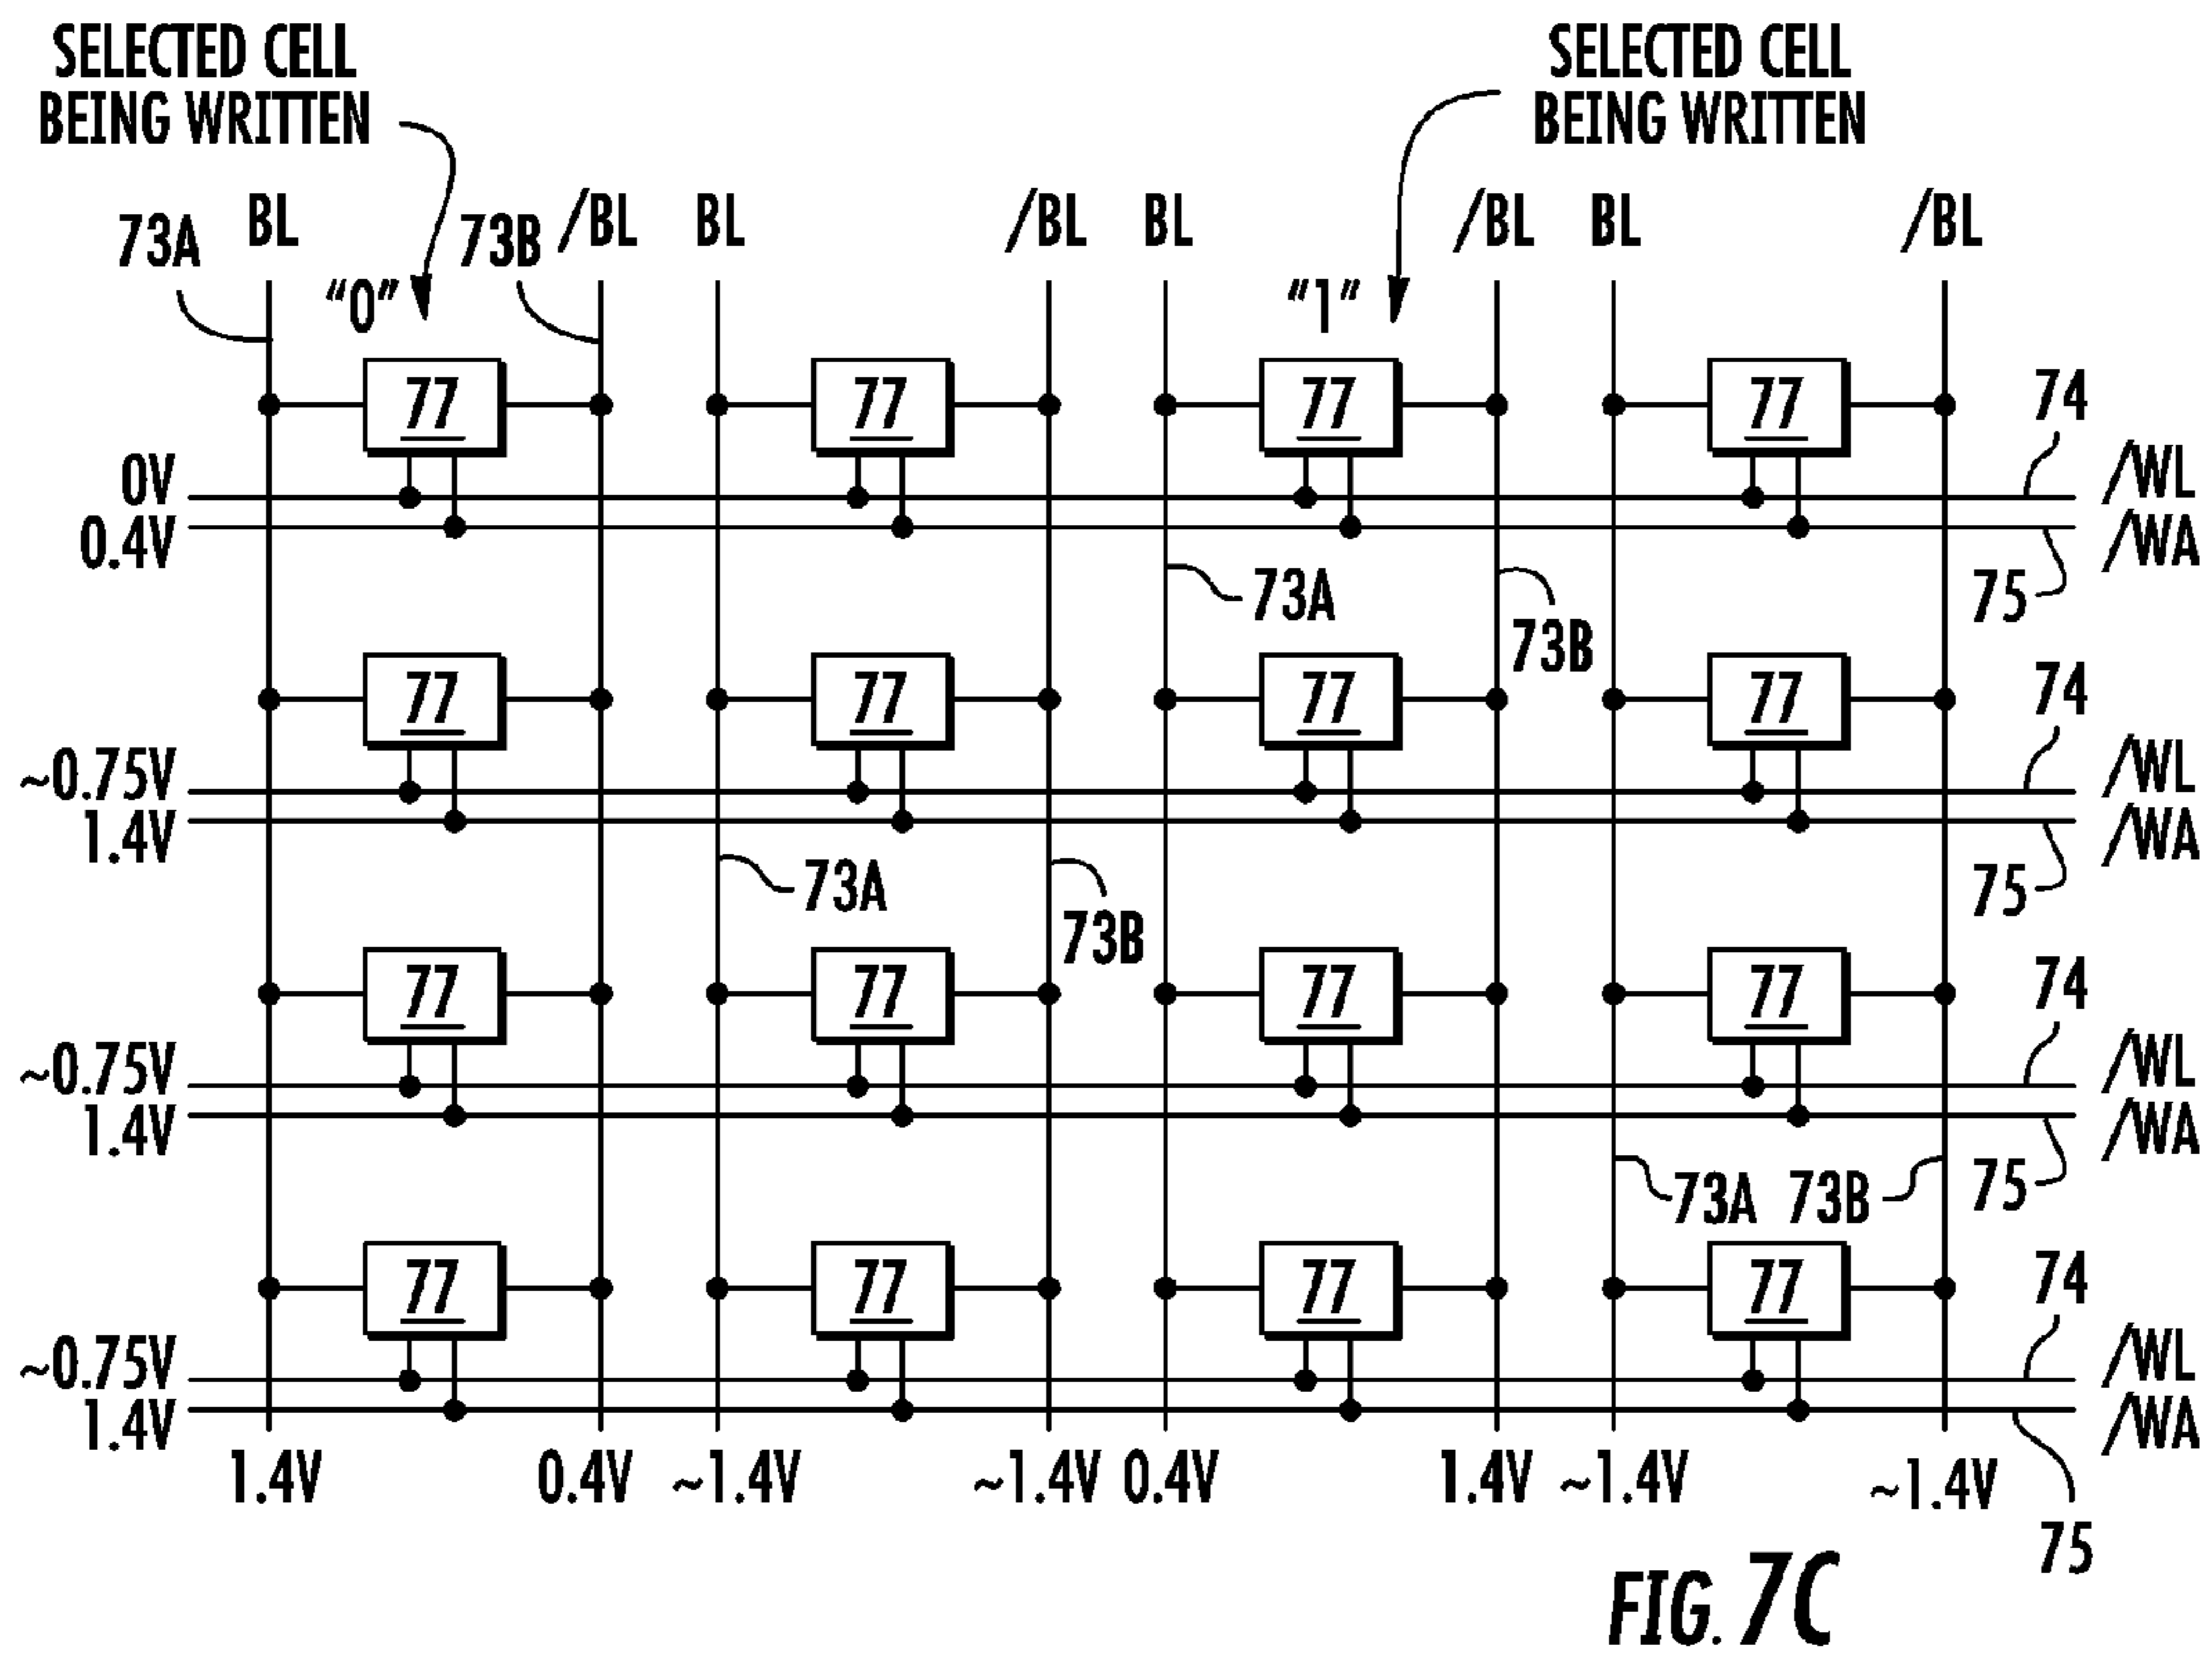 SELECTED CELL
BEING WRITTEN
SELECTED CELL
BEING WRITTEN
73A BL 73B /BL BL /BL BL /BL BL /BL
"0" "1"
77 77 77 77
74
0V /WL
0.4V /WA
75
73A 73B
77 77 77 77
74
~0.75V /WL
1.4V /WA
75
73A 73B
77 77 77 77
74
~0.75V /WL
1.4V /WA
75
73A 73B
77 77 77 77
74
~0.75V /WL
1.4V /WA
1.4V 0.4V ~1.4V ~1.4V 0.4V 1.4V ~1.4V ~1.4V
75
FIG. 7C